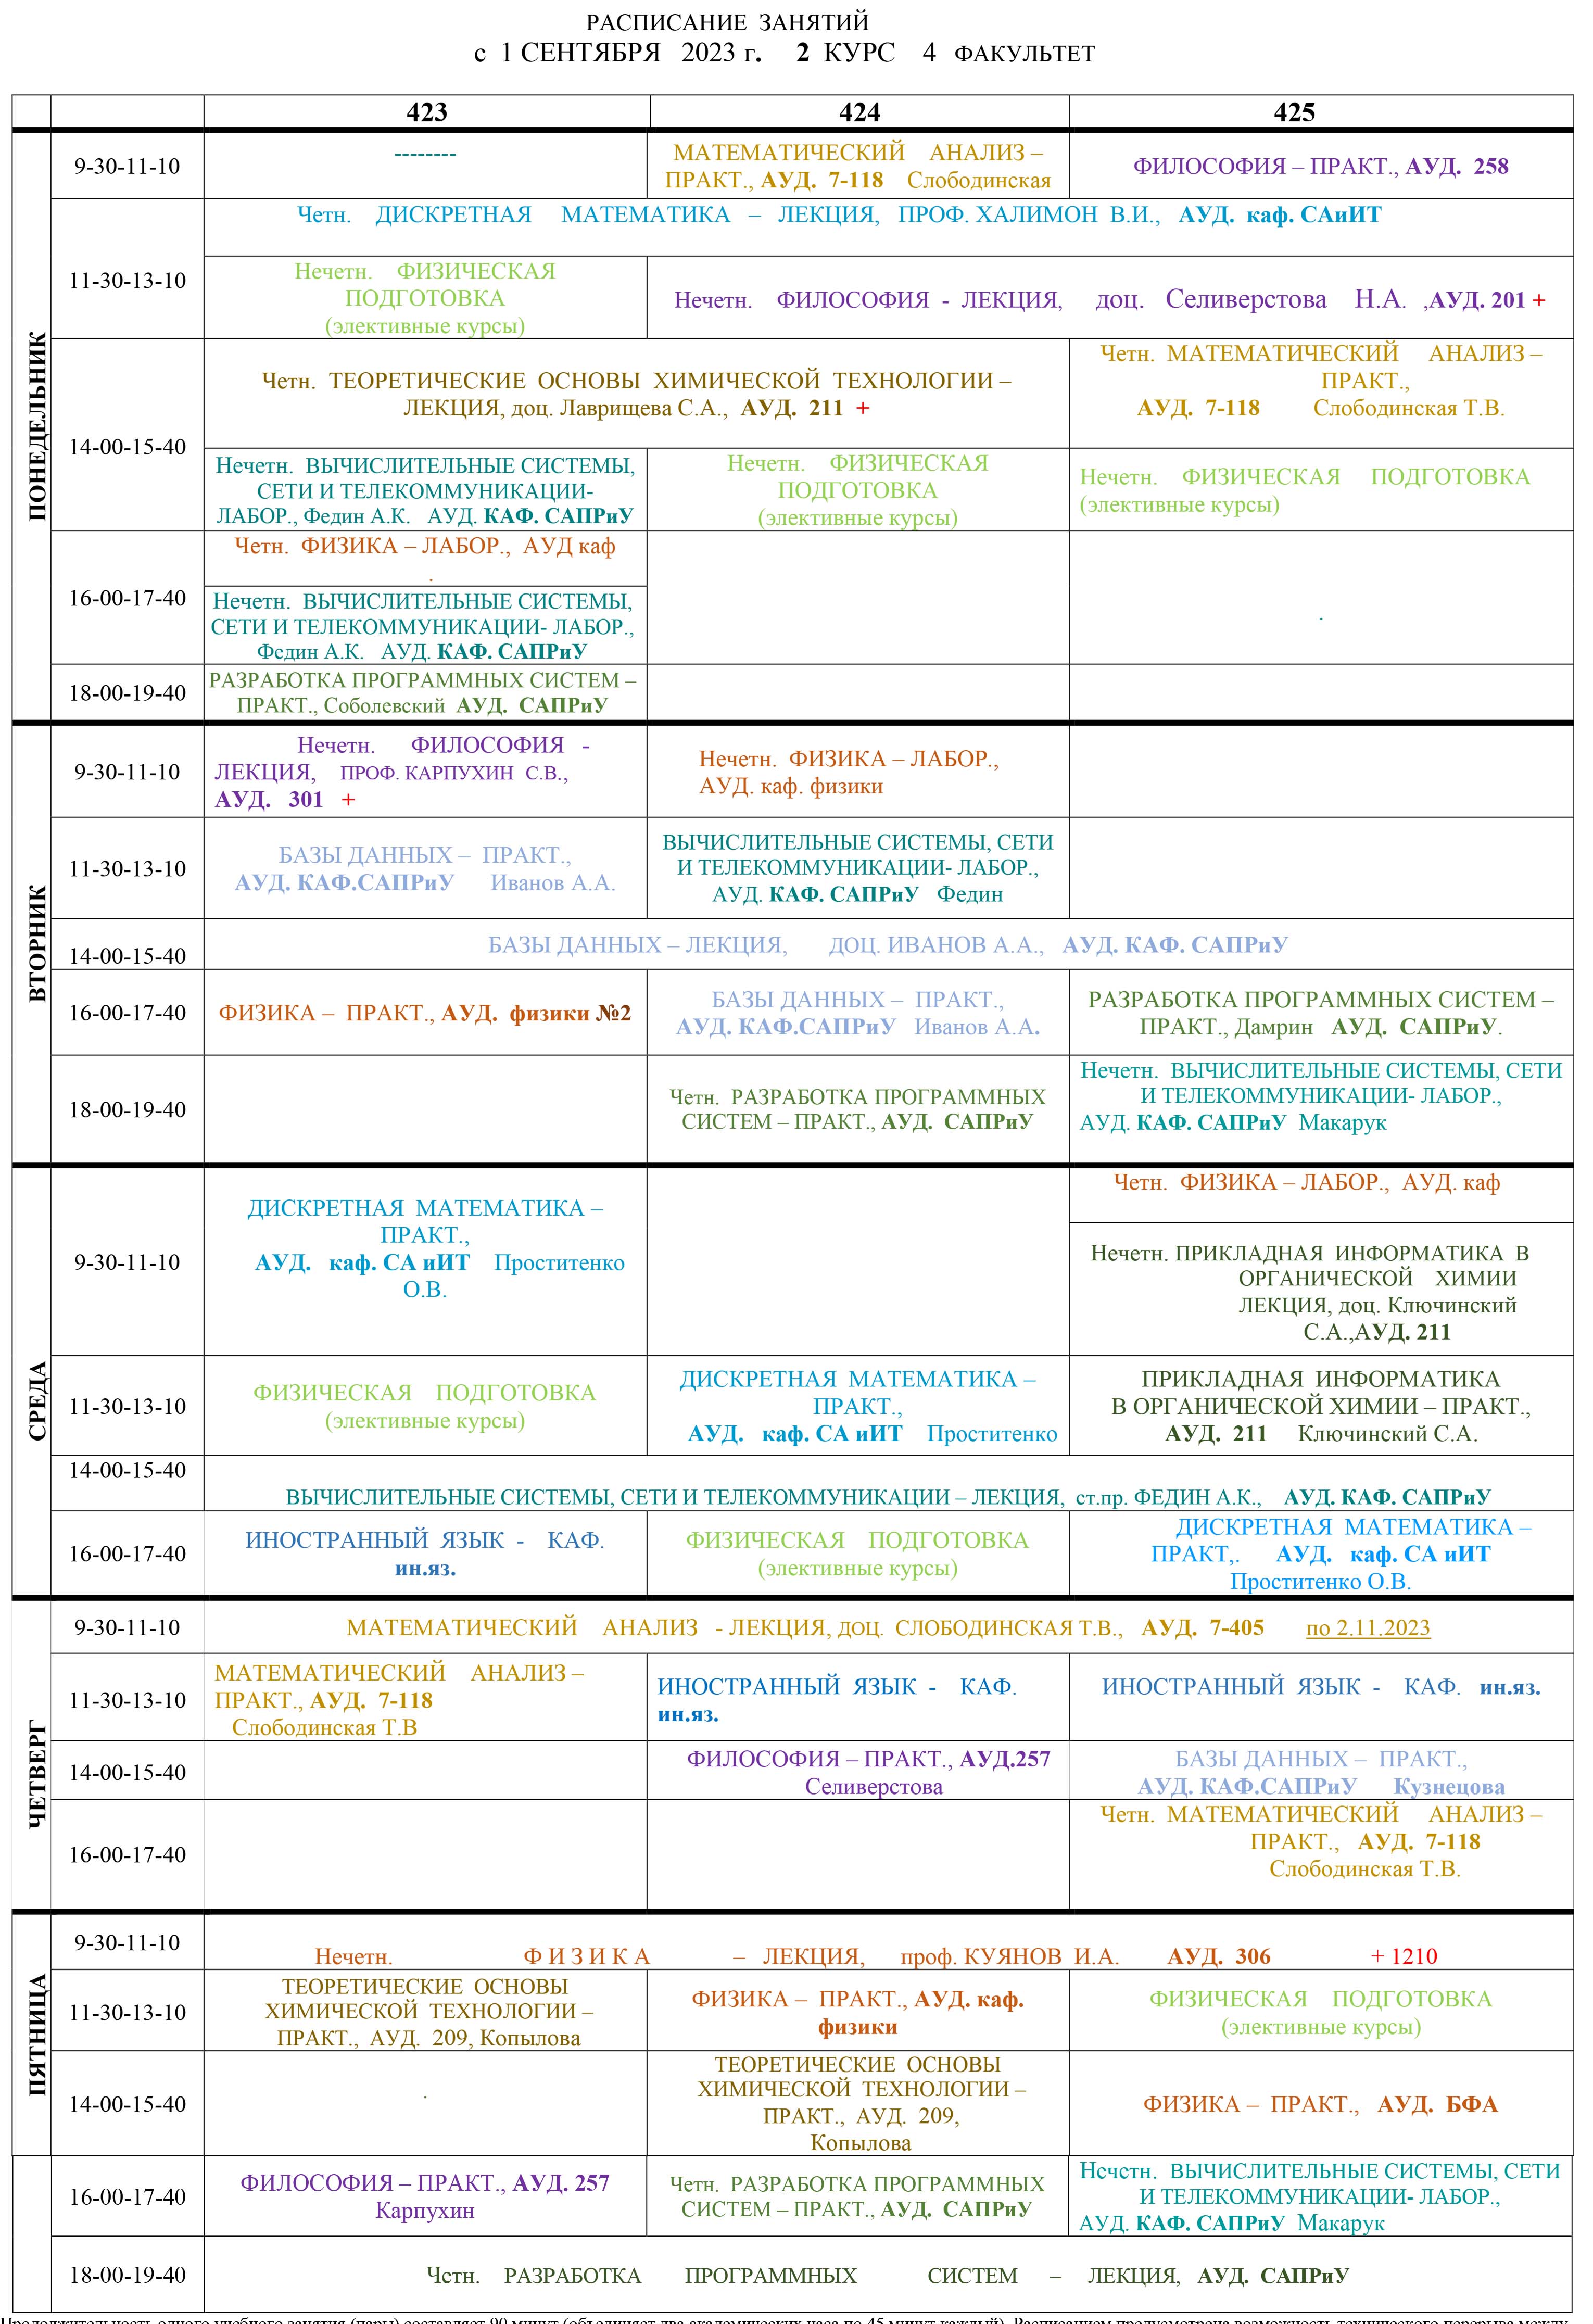 РАСПИСАНИЕ ЗАНЯТИЙ
с 1 СЕНТЯБРЯ 2023 г. 2 КУРС 4 ФАКУЛЬТЕТ
423 424 425
ПОНЕДЕЛЬНИК
9-30-11-10
--------
МАТЕМАТИЧЕСКИЙ АНАЛИЗ –
ПРАКТ., АУД. 7-118 Слободинская
ФИЛОСОФИЯ – ПРАКТ., АУД. 258
11-30-13-10
Четн. ДИСКРЕТНАЯ МАТЕМАТИКА – ЛЕКЦИЯ, ПРОФ. ХАЛИМОН В.И., АУД. каф. САиИТ
Нечетн. ФИЗИЧЕСКАЯ
ПОДГОТОВКА
(элективные курсы)
Нечетн. ФИЛОСОФИЯ - ЛЕКЦИЯ, доц. Селиверстова Н.А. ,АУД. 201 +
14-00-15-40
Четн. ТЕОРЕТИЧЕСКИЕ ОСНОВЫ ХИМИЧЕСКОЙ ТЕХНОЛОГИИ –
ЛЕКЦИЯ, доц. Лаврищева С.А., АУД. 211 +
Четн. МАТЕМАТИЧЕСКИЙ АНАЛИЗ –
ПРАКТ.,
АУД. 7-118 Слободинская Т.В.
Нечетн. ВЫЧИСЛИТЕЛЬНЫЕ СИСТЕМЫ,
СЕТИ И ТЕЛЕКОММУНИКАЦИИ-
ЛАБОР., Федин А.К. АУД. КАФ. САПРиУ
Нечетн. ФИЗИЧЕСКАЯ
ПОДГОТОВКА
(элективные курсы)
Нечетн. ФИЗИЧЕСКАЯ ПОДГОТОВКА
(элективные курсы)
16-00-17-40
Четн. ФИЗИКА – ЛАБОР., АУД каф
.
Нечетн. ВЫЧИСЛИТЕЛЬНЫЕ СИСТЕМЫ,
СЕТИ И ТЕЛЕКОММУНИКАЦИИ- ЛАБОР.,
Федин А.К. АУД. КАФ. САПРиУ
.
18-00-19-40
РАЗРАБОТКА ПРОГРАММНЫХ СИСТЕМ –
ПРАКТ., Соболевский АУД. САПРиУ
ВТОРНИК
9-30-11-10
Нечетн. ФИЛОСОФИЯ -
ЛЕКЦИЯ, ПРОФ. КАРПУХИН С.В.,
АУД. 301 +
Нечетн. ФИЗИКА – ЛАБОР.,
АУД. каф. физики
11-30-13-10
БАЗЫ ДАННЫХ – ПРАКТ.,
АУД. КАФ.САПРиУ Иванов А.А.
ВЫЧИСЛИТЕЛЬНЫЕ СИСТЕМЫ, СЕТИ
И ТЕЛЕКОММУНИКАЦИИ- ЛАБОР.,
АУД. КАФ. САПРиУ Федин
14-00-15-40
БАЗЫ ДАННЫХ – ЛЕКЦИЯ, ДОЦ. ИВАНОВ А.А., АУД. КАФ. САПРиУ
16-00-17-40
ФИЗИКА – ПРАКТ., АУД. физики №2
БАЗЫ ДАННЫХ – ПРАКТ.,
АУД. КАФ.САПРиУ Иванов А.А.
РАЗРАБОТКА ПРОГРАММНЫХ СИСТЕМ –
ПРАКТ., Дамрин АУД. САПРиУ.
18-00-19-40
Четн. РАЗРАБОТКА ПРОГРАММНЫХ
СИСТЕМ – ПРАКТ., АУД. САПРиУ
Нечетн. ВЫЧИСЛИТЕЛЬНЫЕ СИСТЕМЫ, СЕТИ
И ТЕЛЕКОММУНИКАЦИИ- ЛАБОР.,
АУД. КАФ. САПРиУ Макарук
СРЕДА
9-30-11-10
ДИСКРЕТНАЯ МАТЕМАТИКА –
ПРАКТ.,
АУД. каф. СА иИТ Проститенко
О.В.
Четн. ФИЗИКА – ЛАБОР., АУД. каф
Нечетн. ПРИКЛАДНАЯ ИНФОРМАТИКА В
ОРГАНИЧЕСКОЙ ХИМИИ
ЛЕКЦИЯ, доц. Ключинский
С.А.,АУД. 211
11-30-13-10
ФИЗИЧЕСКАЯ ПОДГОТОВКА
(элективные курсы)
ДИСКРЕТНАЯ МАТЕМАТИКА –
ПРАКТ.,
АУД. каф. СА иИТ Проститенко
ПРИКЛАДНАЯ ИНФОРМАТИКА
В ОРГАНИЧЕСКОЙ ХИМИИ – ПРАКТ.,
АУД. 211 Ключинский С.А.
14-00-15-40
ВЫЧИСЛИТЕЛЬНЫЕ СИСТЕМЫ, СЕТИ И ТЕЛЕКОММУНИКАЦИИ – ЛЕКЦИЯ, ст.пр. ФЕДИН А.К., АУД. КАФ. САПРиУ
16-00-17-40
ИНОСТРАННЫЙ ЯЗЫК - КАФ.
ин.яз.
ФИЗИЧЕСКАЯ ПОДГОТОВКА
(элективные курсы)
ДИСКРЕТНАЯ МАТЕМАТИКА –
ПРАКТ,. АУД. каф. СА иИТ
Проститенко О.В.
ЧЕТВЕРГ
9-30-11-10
МАТЕМАТИЧЕСКИЙ АНАЛИЗ - ЛЕКЦИЯ, ДОЦ. СЛОБОДИНСКАЯ Т.В., АУД. 7-405 по 2.11.2023
11-30-13-10
МАТЕМАТИЧЕСКИЙ АНАЛИЗ –
ПРАКТ., АУД. 7-118
Слободинская Т.В
ИНОСТРАННЫЙ ЯЗЫК - КАФ.
ин.яз.
ИНОСТРАННЫЙ ЯЗЫК - КАФ. ин.яз.
14-00-15-40
ФИЛОСОФИЯ – ПРАКТ., АУД.257
Селиверстова
БАЗЫ ДАННЫХ – ПРАКТ.,
АУД. КАФ.САПРиУ Кузнецова
16-00-17-40
Четн. МАТЕМАТИЧЕСКИЙ АНАЛИЗ –
ПРАКТ., АУД. 7-118
Слободинская Т.В.
ПЯТНИЦА
9-30-11-10
Нечетн. Ф И З И К А – ЛЕКЦИЯ, проф. КУЯНОВ И.А. АУД. 306 + 1210
11-30-13-10
ТЕОРЕТИЧЕСКИЕ ОСНОВЫ
ХИМИЧЕСКОЙ ТЕХНОЛОГИИ –
ПРАКТ., АУД. 209, Копылова
ФИЗИКА – ПРАКТ., АУД. каф.
физики
ФИЗИЧЕСКАЯ ПОДГОТОВКА
(элективные курсы)
14-00-15-40
.
ТЕОРЕТИЧЕСКИЕ ОСНОВЫ
ХИМИЧЕСКОЙ ТЕХНОЛОГИИ –
ПРАКТ., АУД. 209,
Копылова
ФИЗИКА – ПРАКТ., АУД. БФА
16-00-17-40
ФИЛОСОФИЯ – ПРАКТ., АУД. 257
Карпухин
Четн. РАЗРАБОТКА ПРОГРАММНЫХ
СИСТЕМ – ПРАКТ., АУД. САПРиУ
Нечетн. ВЫЧИСЛИТЕЛЬНЫЕ СИСТЕМЫ, СЕТИ
И ТЕЛЕКОММУНИКАЦИИ- ЛАБОР.,
АУД. КАФ. САПРиУ Макарук
18-00-19-40
Четн. РАЗРАБОТКА ПРОГРАММНЫХ СИСТЕМ – ЛЕКЦИЯ, АУД. САПРиУ
Продолжительность одного учебного занятия (пары) составляет 90 минут (объединяет два академических часа по 45 минут каждый). Расписанием предусмотрена возможность технического перерыва между